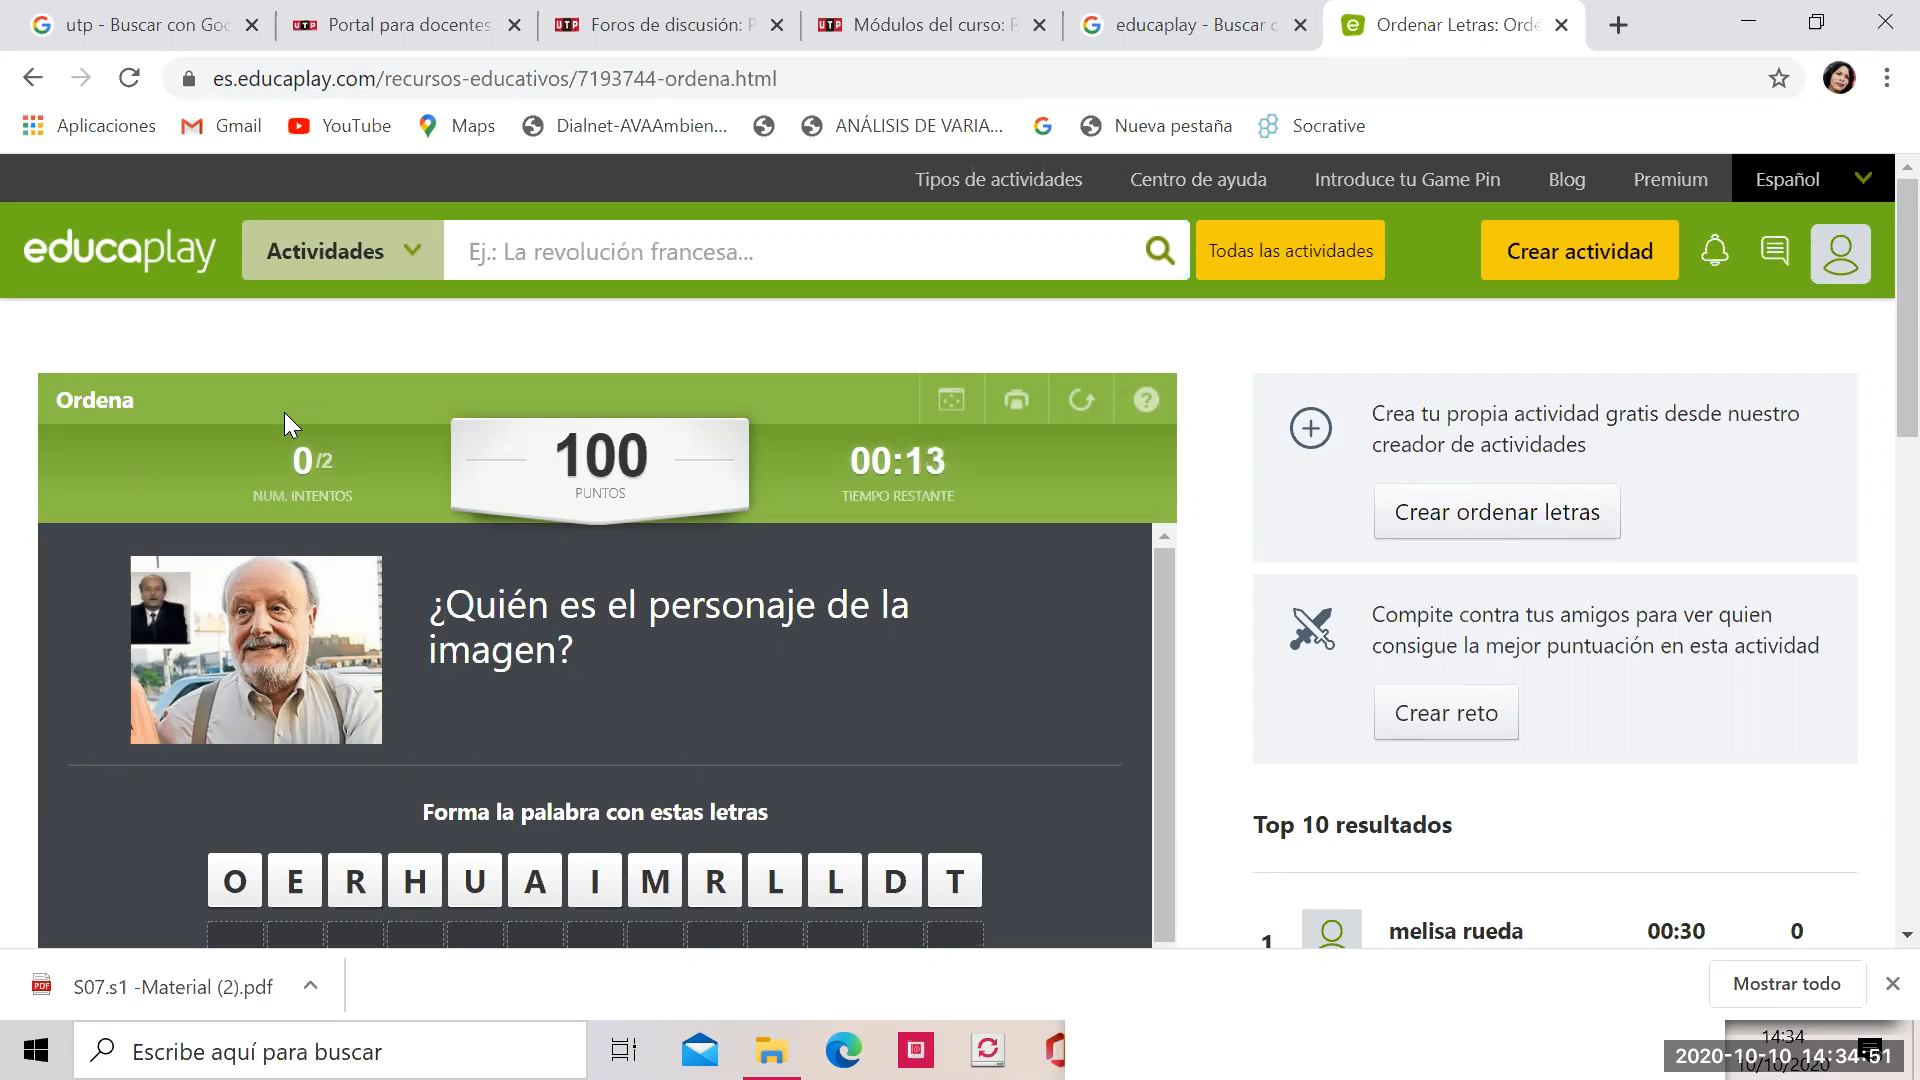 utp - Buscar con Goo
Portal para docentes
Foros de discusión: P
Módulos del curso: P
educaplay - Buscar c
Ordenar Letras: Orde
es.educaplay.com/recursos-educativos/7193744-ordena.html
Aplicaciones
Gmail
YouTube
Maps
Dialnet-AVAAmbien...
ANÁLISIS DE VARIA...
Nueva pestaña
Socrative
Tipos de actividades
Centro de ayuda
Introduce tu Game Pin
Blog
Premium
Español
educaplay
Actividades
Ej.: La revolución francesa...
Todas las actividades
Crear actividad
Ordena
0/2
NUM. INTENTOS
100
PUNTOS
00:13
TIEMPO RESTANTE
¿Quién es el personaje de la
imagen?
Forma la palabra con estas letras
O E R H U A I M R L L D T
Crea tu propia actividad gratis desde nuestro
creador de actividades
Crear ordenar letras
Compite contra tus amigos para ver quien
consigue la mejor puntuación en esta actividad
Crear reto
Top 10 resultados
1
melisa rueda
00:30
0
S07.s1 -Material (2).pdf
Mostrar todo
Escribe aquí para buscar
14:34
10/10/2020
2020-10-10 14:34:51